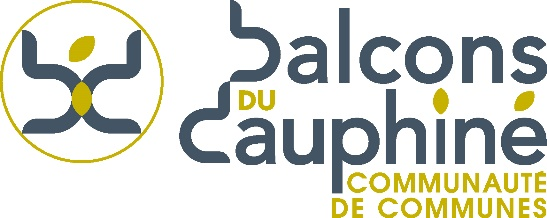 balcons
DU
dauphiné
COMMUNAUTÉ
DE COMMUNES